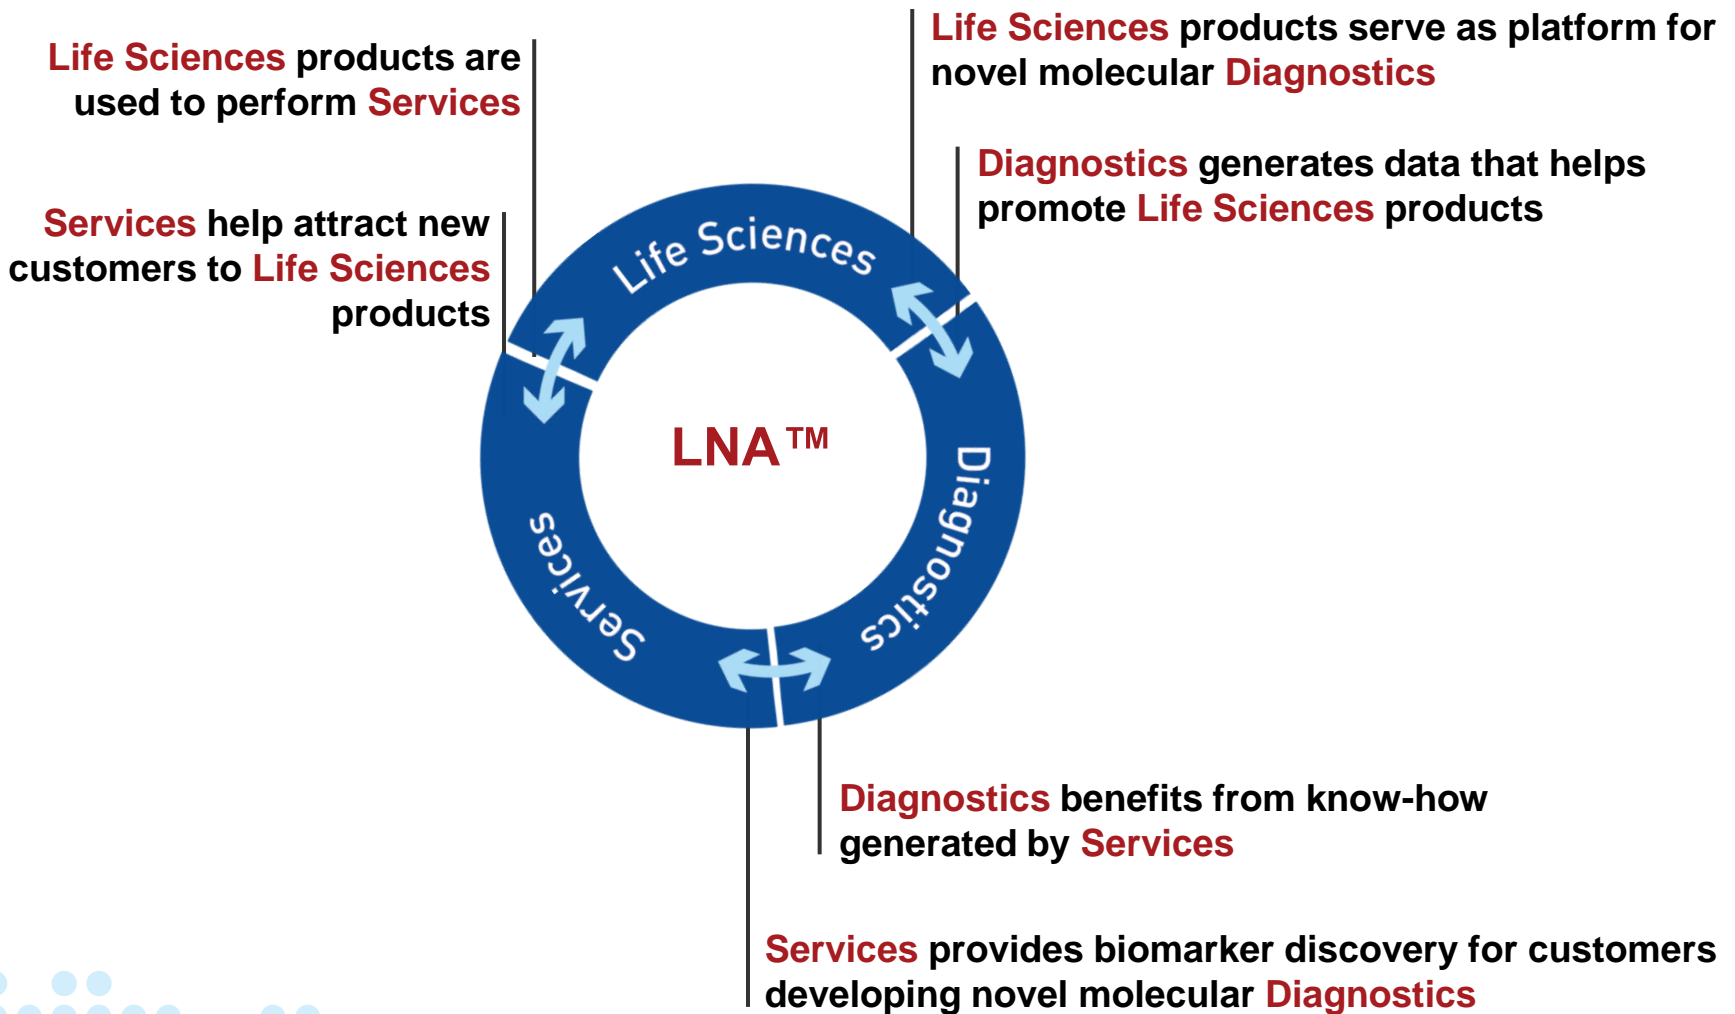 Life Sciences products are
used to perform Services
Life Sciences products serve as platform for
novel molecular Diagnostics
Diagnostics generates data that helps
promote Life Sciences products
Services help attract new
customers to Life Sciences
products
Life Sciences
LNA™
Diagnostics
Services
Diagnostics benefits from know-how
generated by Services
Services provides biomarker discovery for customers
developing novel molecular Diagnostics